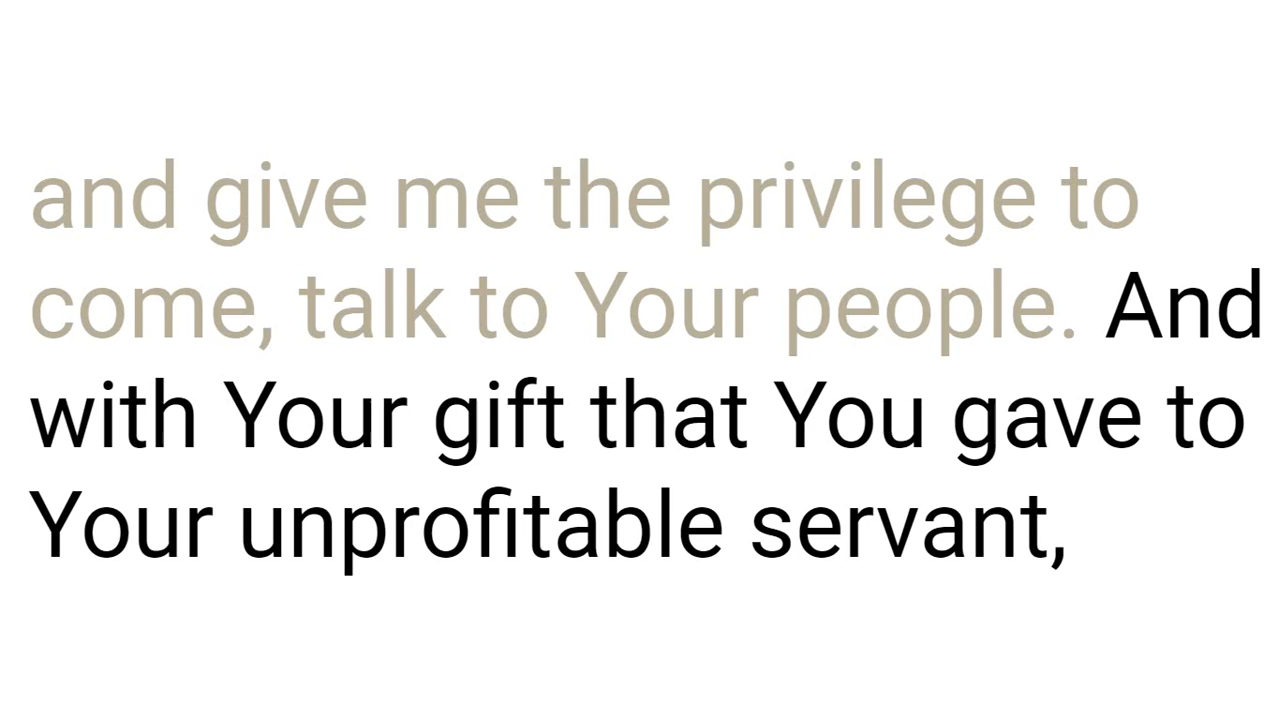 and give me the privilege to
come, talk to Your people. And
with Your gift that You gave to
Your unprofitable servant,